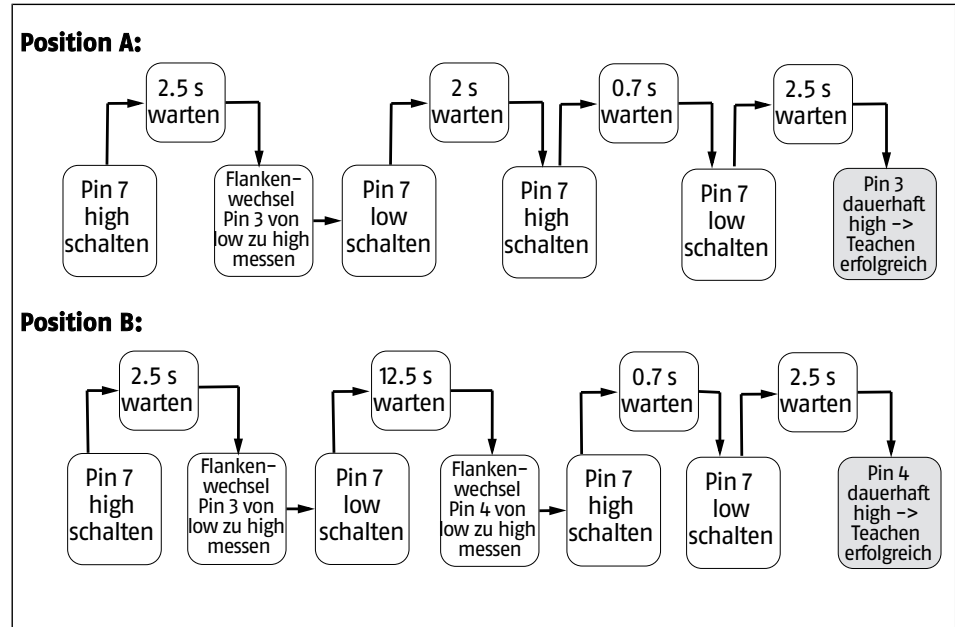 Position A:
2.5 s
warten
2 s
warten
0.7 s
warten
2.5 s
warten
Pin 7
high
schalten
Flanken-
wechsel
Pin 3 von
low zu high
messen
Pin 7
low
schalten
Pin 7
high
schalten
Pin 7
low
schalten
Pin 3
dauerhaft
high ->
Teachen
erfolgreich
Position B:
2.5 s
warten
12.5 s
warten
0.7 s
warten
2.5 s
warten
Pin 7
high
schalten
Flanken-
wechsel
Pin 3 von
low zu high
messen
Pin 7
low
schalten
Flanken-
wechsel
Pin 4 von
low zu high
messen
Pin 7
high
schalten
Pin 7
low
schalten
Pin 4
dauerhaft
high ->
Teachen
erfolgreich